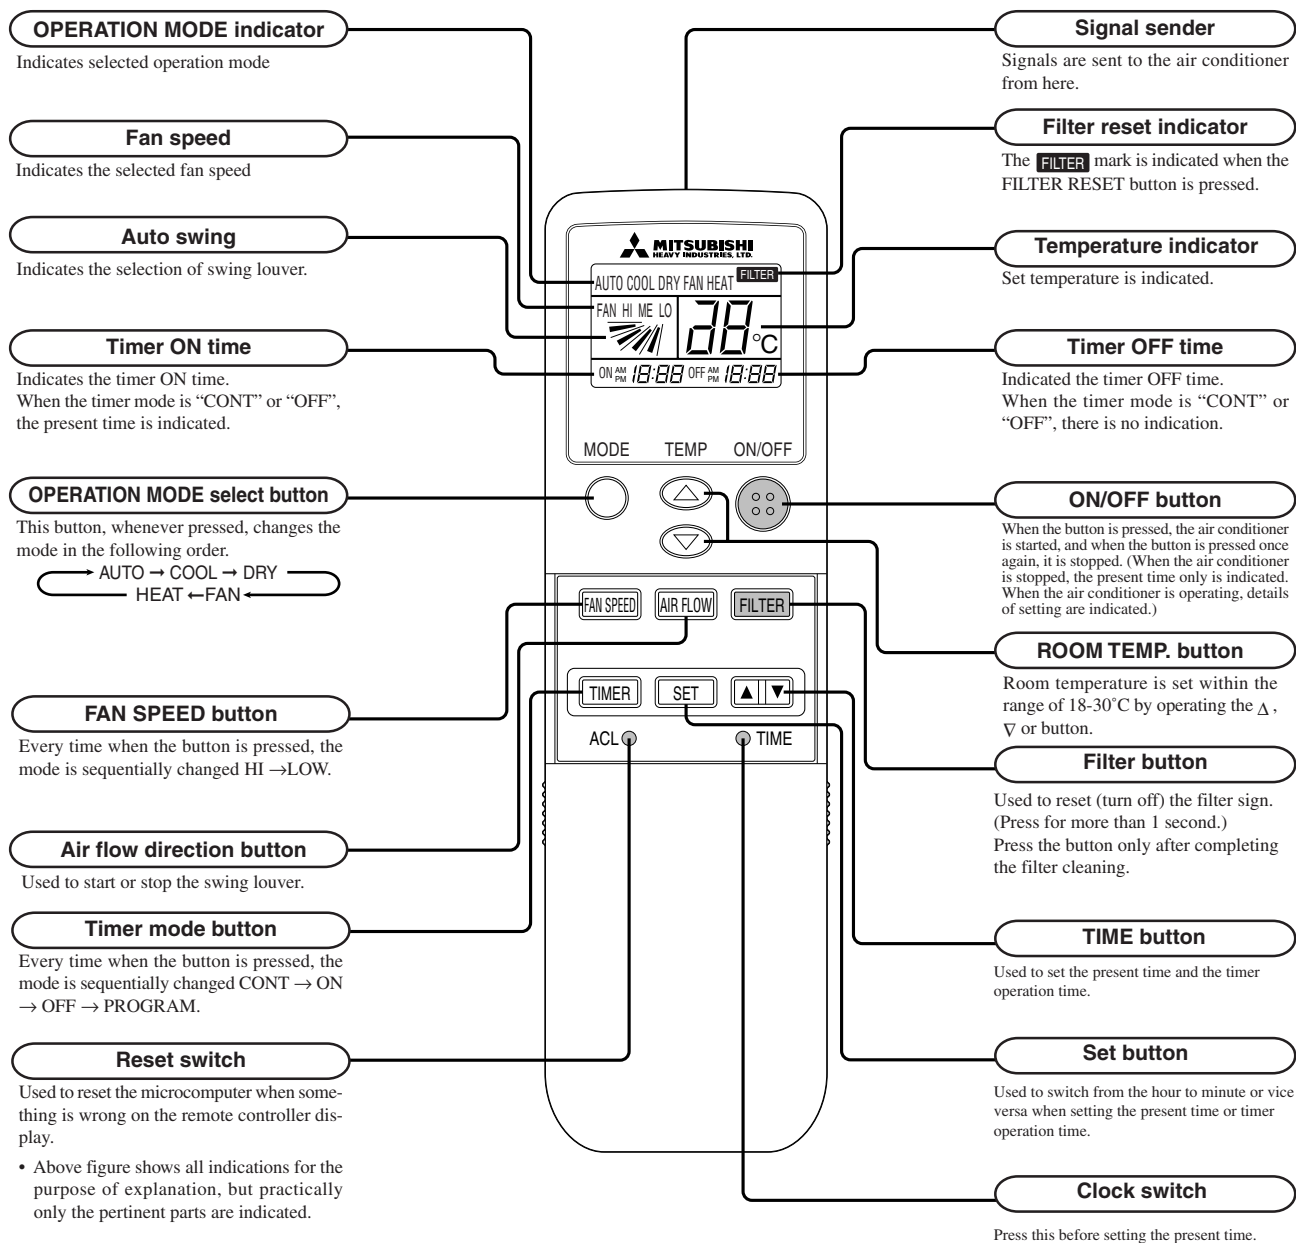 OPERATION MODE indicator
Indicates selected operation mode
Fan speed
Indicates the selected fan speed
Auto swing
Indicates the selection of swing louver.
Timer ON time
Indicates the timer ON time.
When the timer mode is “CONT” or “OFF”,
the present time is indicated.
OPERATION MODE select button
This button, whenever pressed, changes the
mode in the following order.
AUTO → COOL → DRY
HEAT ←FAN
FAN SPEED button
Every time when the button is pressed, the
mode is sequentially changed HI →LOW.
Air flow direction button
Used to start or stop the swing louver.
Timer mode button
Every time when the button is pressed, the
mode is sequentially changed CONT → ON
→ OFF → PROGRAM.
Reset switch
Used to reset the microcomputer when some-
thing is wrong on the remote controller dis-
play.
• Above figure shows all indications for the
purpose of explanation, but practically
only the pertinent parts are indicated.
MITSUBISHI
HEAVY INDUSTRIES, LTD.
AUTO COOL DRY FAN HEAT FILTER
FAN HI ME LO
38 °C
ON AM PM 18:88 OFF AM PM 18:88
MODE TEMP ON/OFF
△
▽
FAN SPEED AIR FLOW FILTER
TIMER SET ▲ ▼
ACL TIME
Signal sender
Signals are sent to the air conditioner
from here.
Filter reset indicator
The FILTER mark is indicated when the
FILTER RESET button is pressed.
Temperature indicator
Set temperature is indicated.
Timer OFF time
Indicated the timer OFF time.
When the timer mode is “CONT” or
“OFF”, there is no indication.
ON/OFF button
When the button is pressed, the air conditioner
is started, and when the button is pressed once
again, it is stopped. (When the air conditioner
is stopped, the present time only is indicated.
When the air conditioner is operating, details
of setting are indicated.)
ROOM TEMP. button
Room temperature is set within the
range of 18-30˚C by operating the △ ,
▽ or button.
Filter button
Used to reset (turn off) the filter sign.
(Press for more than 1 second.)
Press the button only after completing
the filter cleaning.
TIME button
Used to set the present time and the timer
operation time.
Set button
Used to switch from the hour to minute or vice
versa when setting the present time or timer
operation time.
Clock switch
Press this before setting the present time.